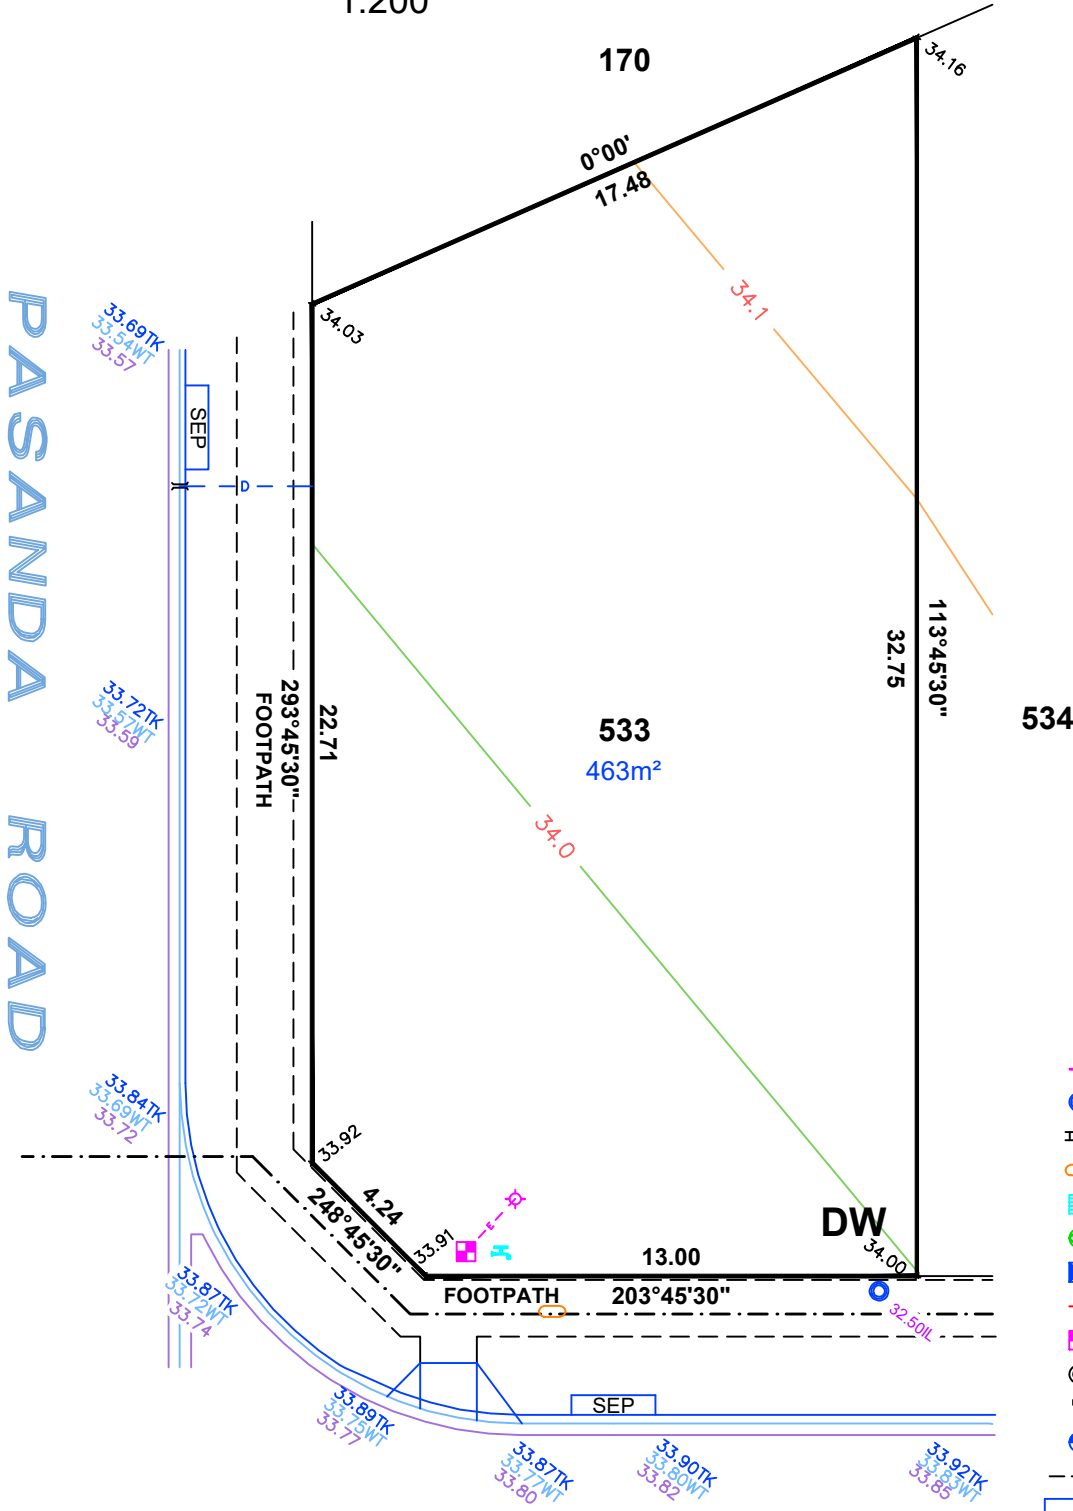 1:200
170
34.16
0°00'
17.48
34.1
34.03
33.69TK
33.54WT
33.57
SEP
D
PASANDA ROAD
113°45'30"
32.75
33.72TK
33.57WT
33.59
293°45'30"
FOOTPATH
22.71
533
463m²
534
34.0
33.84TK
33.69WT
33.72
33.92
4.24
248°45'30"
33.91
E
DW
34.00
13.00
FOOTPATH 203°45'30"
32.50IL
33.87TK
33.72WT
33.74
33.89TK
33.75WT
33.77
SEP
33.87TK
33.77WT
33.80
33.90TK
33.80WT
33.82
33.92TK
33.83WT
33.85